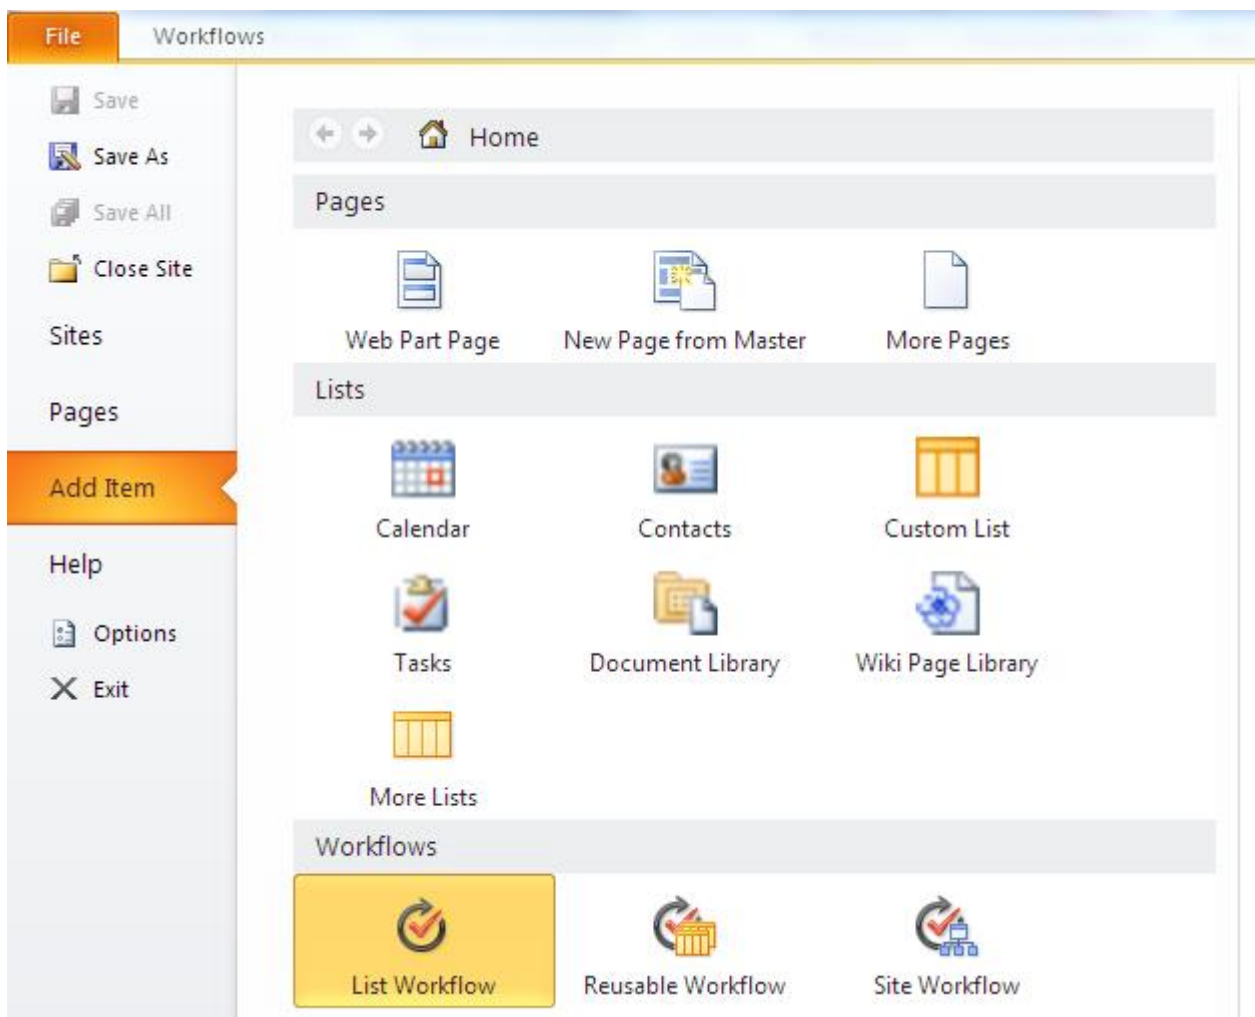 File Workflows
Save
Save As
Save All
Close Site
Sites
Pages
Add Item
Help
Options
Exit
Home
Pages
Web Part Page New Page from Master More Pages
Lists
Calendar Contacts Custom List
Tasks Document Library Wiki Page Library
More Lists
Workflows
List Workflow Reusable Workflow Site Workflow